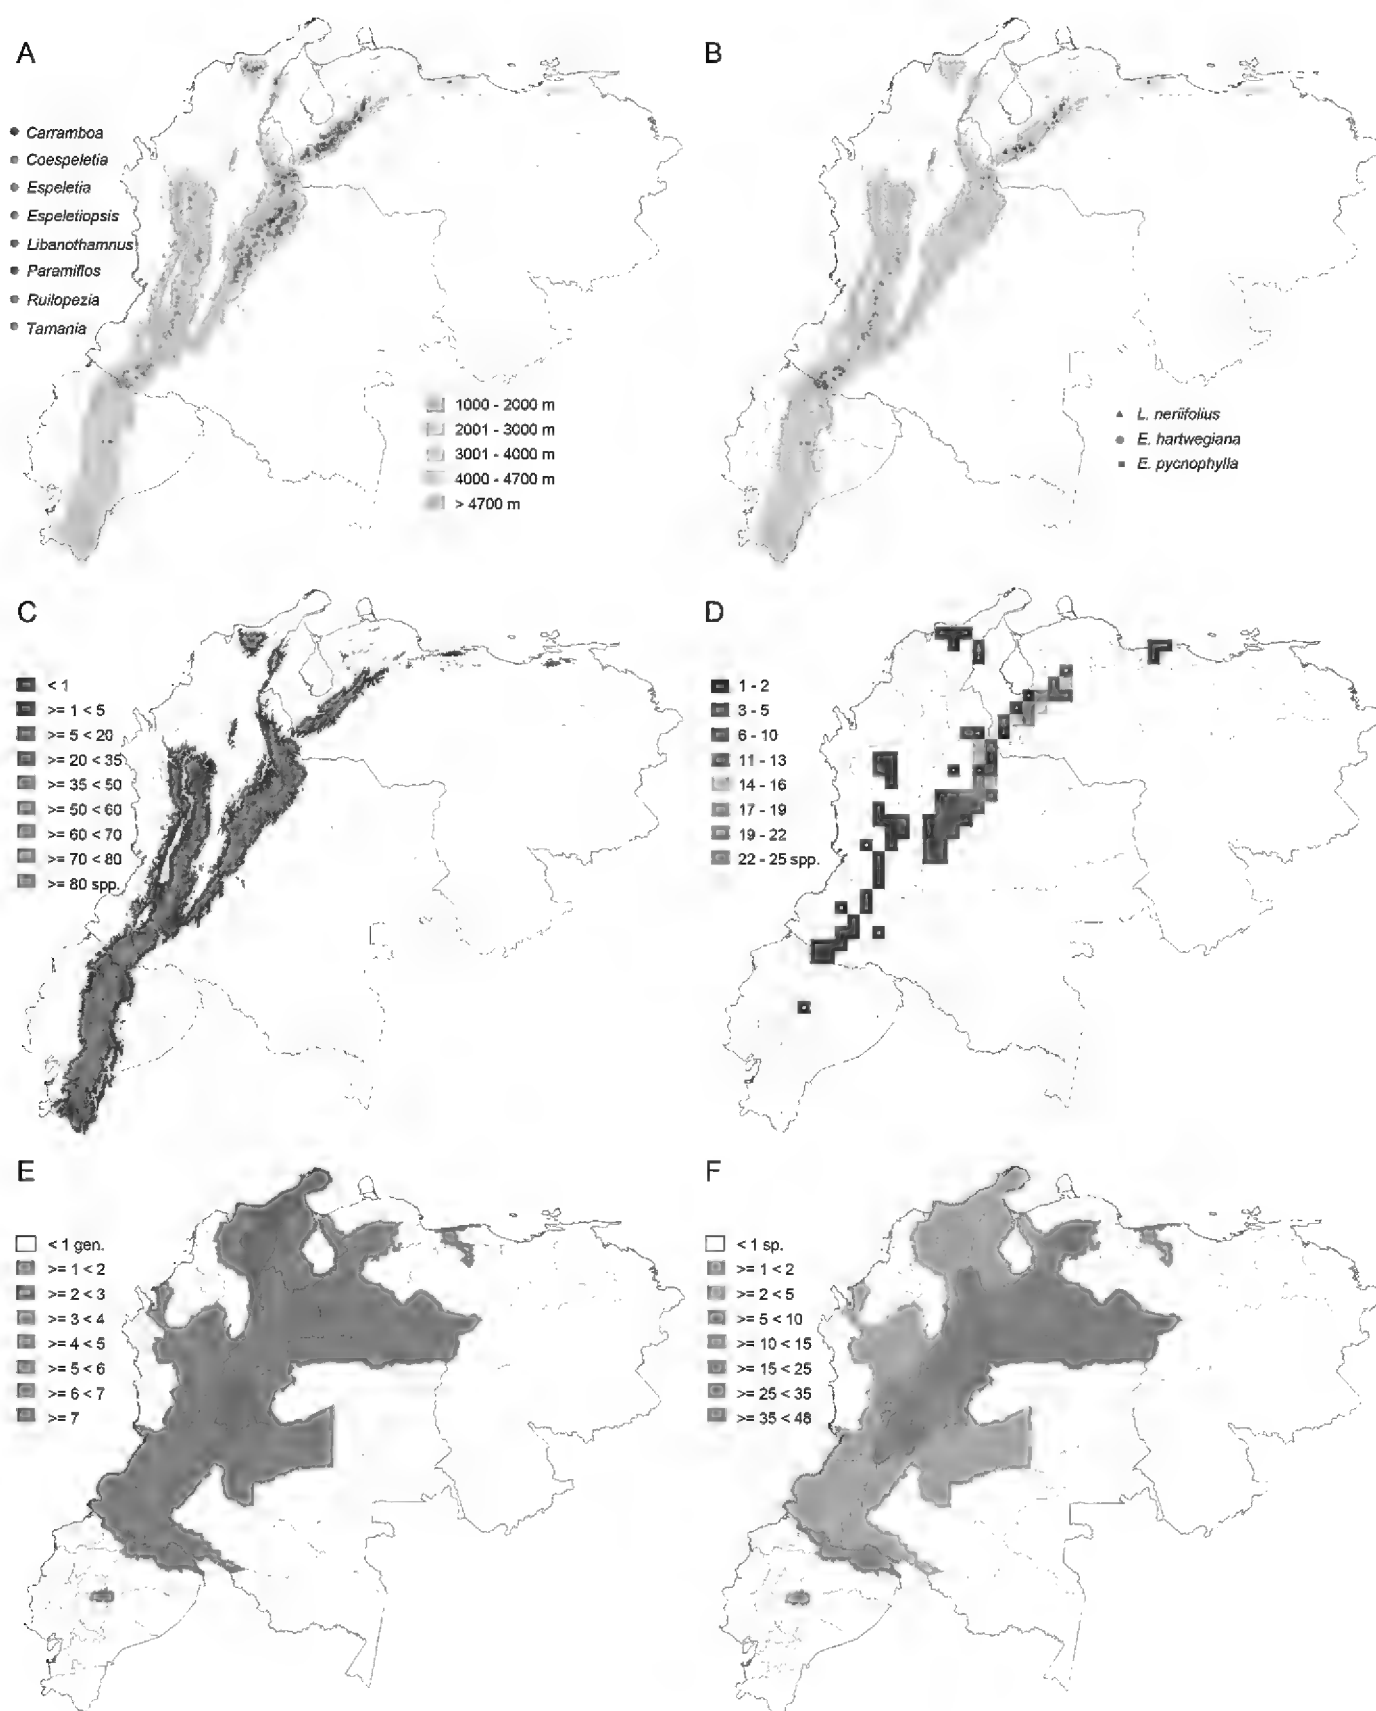 A
Carramboa
Coespeletia
Espeletia
Espeletiopsis
Libanothamnus
Paramiflos
Ruilopezia
Tamania
1000 - 2000 m
2001 - 3000 m
3001 - 4000 m
4000 - 4700 m
> 4700 m
B
L. neriifolius
E. hartwegiana
E. pycnophylla
C
< 1
>= 1 < 5
>= 5 < 20
>= 20 < 35
>= 35 < 50
>= 50 < 60
>= 60 < 70
>= 70 < 80
>= 80 spp.
D
1 - 2
3 - 5
6 - 10
11 - 13
14 - 16
17 - 19
19 - 22
22 - 25 spp.
E
< 1 gen.
>= 1 < 2
>= 2 < 3
>= 3 < 4
>= 4 < 5
>= 5 < 6
>= 6 < 7
>= 7
F
< 1 sp.
>= 1 < 2
>= 2 < 5
>= 5 < 10
>= 10 < 15
>= 15 < 25
>= 25 < 35
>= 35 < 48